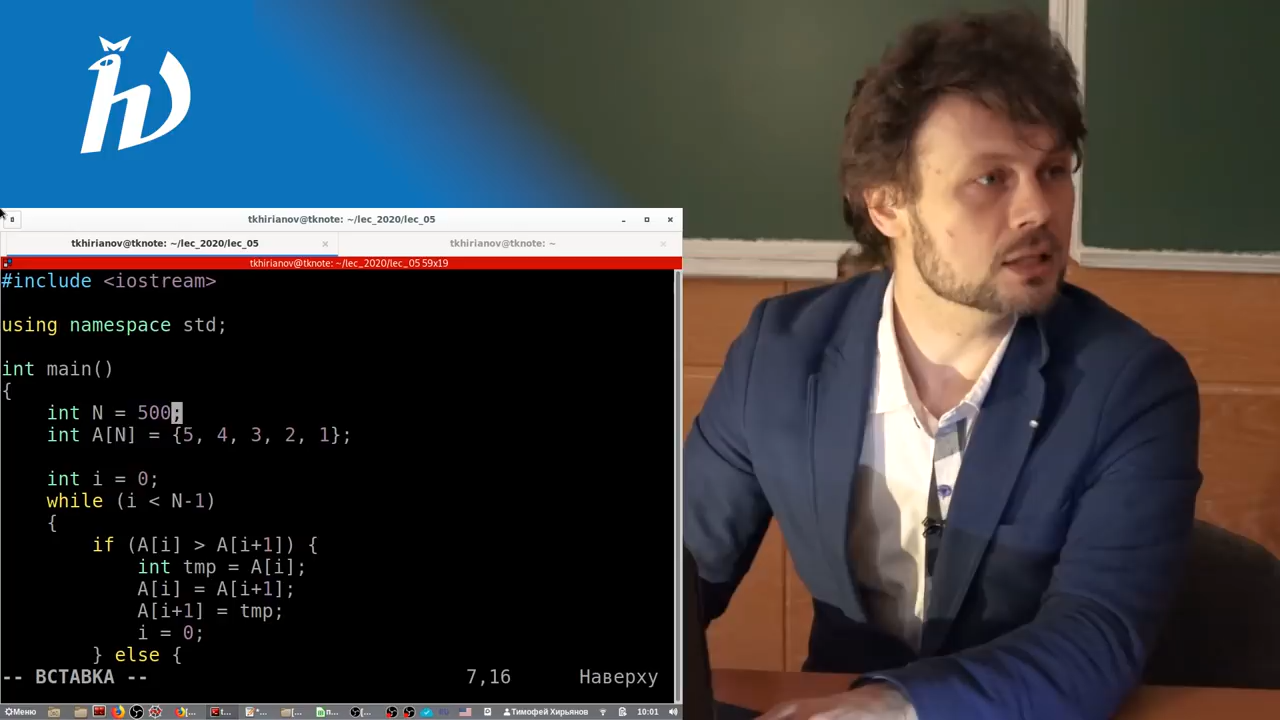 tkhirianov@tknote: ~/lec_2020/lec_05
tkhirianov@tknote: ~/lec_2020/lec_05
tkhirianov@tknote: ~
tkhirianov@tknote: ~/lec_2020/lec_05 59x19
#include <iostream>
using namespace std;
int main()
{
int N = 500;
int A[N] = {5, 4, 3, 2, 1};
int i = 0;
while (i < N-1)
{
if (A[i] > A[i+1]) {
int tmp = A[i];
A[i] = A[i+1];
A[i+1] = tmp;
i = 0;
} else {
-- ВСТАВКА -- 7,16 Наверху
Меню Тимофей Хирьянов 10:01